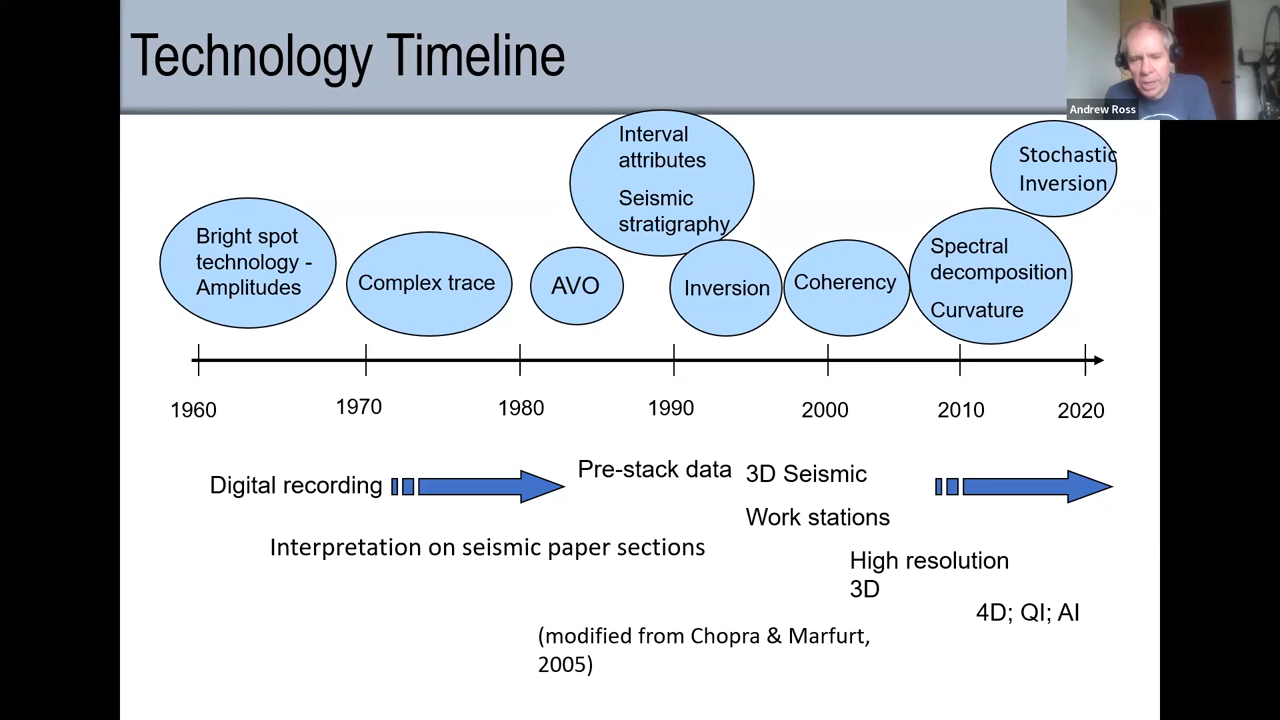 Technology Timeline
Andrew Ross
Interval
attributes
Seismic
stratigraphy
Stochastic
Inversion
Bright spot
technology -
Amplitudes
Complex trace
AVO
Inversion
Coherency
Spectral
decomposition
Curvature
1960
1970
1980
1990
2000
2010
2020
Digital recording
Pre-stack data
3D Seismic
Work stations
Interpretation on seismic paper sections
High resolution
3D
4D; QI; AI
(modified from Chopra & Marfurt,
2005)